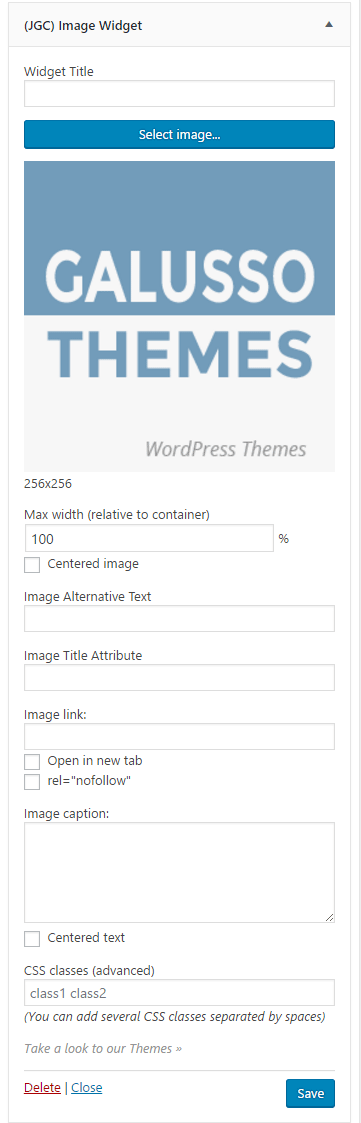 (JGC) Image Widget
Widget Title
Select image...
GALUSSO
THEMES
WordPress Themes
256x256
Max width (relative to container)
100 %
Centered image
Image Alternative Text
Image Title Attribute
Image link:
Open in new tab
rel="nofollow"
Image caption:
Centered text
CSS classes (advanced)
class1 class2
(You can add several CSS classes separated by spaces)
Take a look to our Themes »
Delete | Close
Save